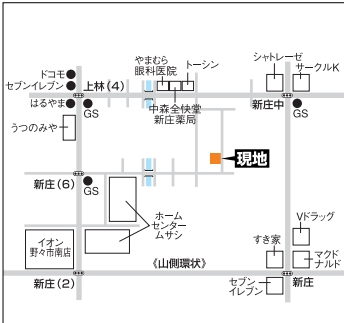 ドコモ
セブンイレブン
はるやま
上林(4)
GS
うつのみや
やまむら
眼科医院
トーシン
中森全快堂
新庄薬局
シャトレーゼ
サークルK
新庄中
GS
現地
新庄(6)
GS
ホーム
センター
ムサシ
イオン
野々市南店
Vドラッグ
すき家
マクド
ナルド
《山側環状》
新庄(2)
セブン
イレブン
新庄